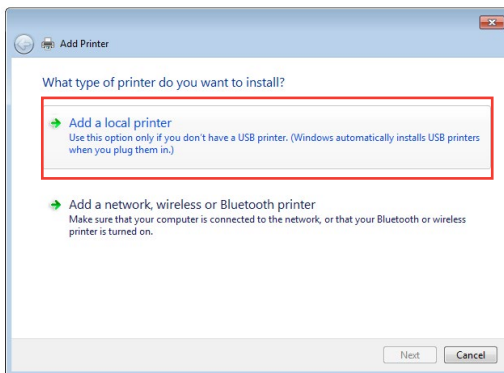 Add Printer
What type of printer do you want to install?
Add a local printer
Use this option only if you don't have a USB printer. (Windows automatically installs USB printers
when you plug them in.)
Add a network, wireless or Bluetooth printer
Make sure that your computer is connected to the network, or that your Bluetooth or wireless
printer is turned on.
Next
Cancel